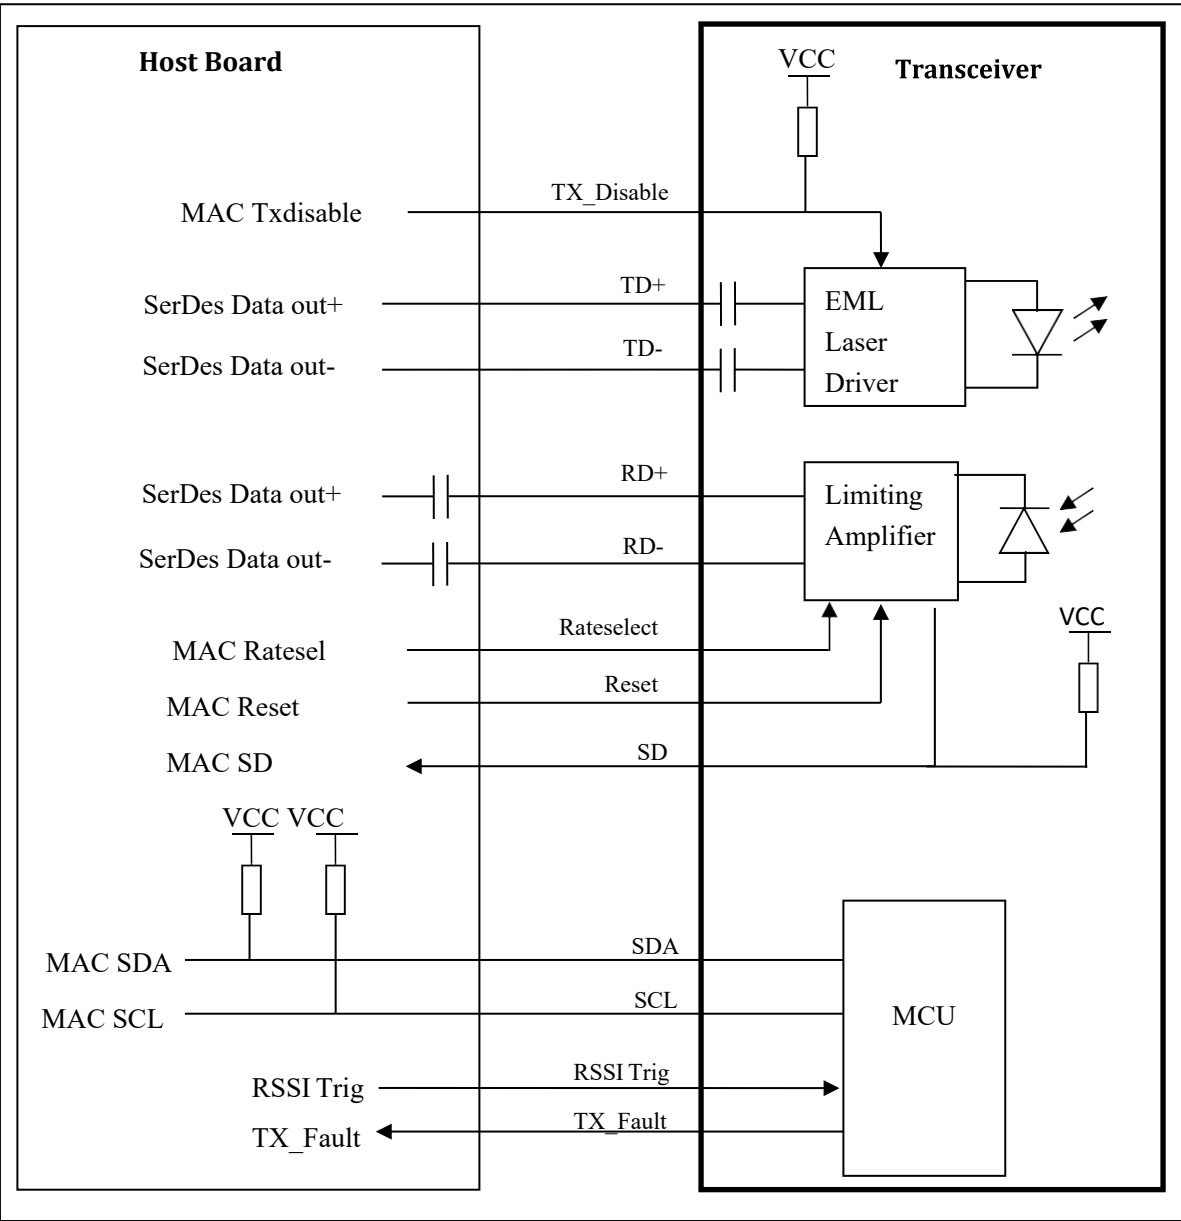 Host Board
VCC
Transceiver
TX_Disable
MAC Txdisable
TD+
SerDes Data out+
EML
TD-
Laser
SerDes Data out-
Driver
RD+
SerDes Data out+
Limiting
RD-
Amplifier
SerDes Data out-
VCC
Rateselect
MAC Ratesel
Reset
MAC Reset
SD
MAC SD
VCC VCC
SDA
MAC SDA
SCL
MAC SCL
MCU
RSSI Trig
RSSI Trig
TX_Fault
TX_Fault